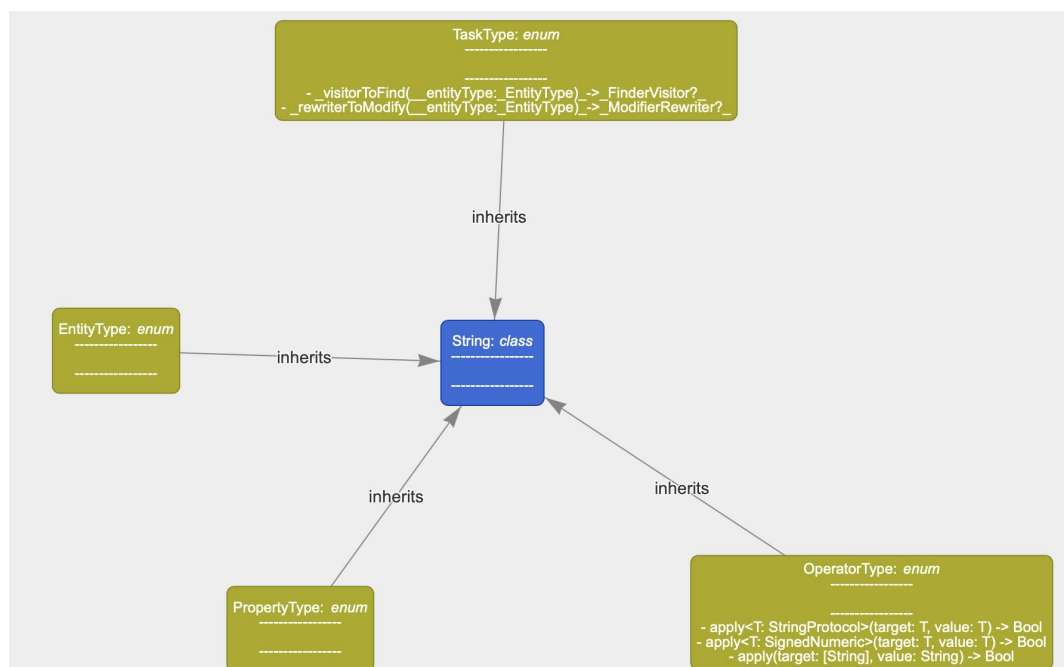 TaskType: enum
-----------------
-----------------
- _visitorToFind(__entityType:_EntityType)_->_FinderVisitor?_
- _rewriterToModify(__entityType:_EntityType)_->_ModifierRewriter?_
inherits
EntityType: enum
-----------------
-----------------
inherits
String: class
-----------------
-----------------
inherits
inherits
PropertyType: enum
-----------------
-----------------
OperatorType: enum
-----------------
-----------------
- apply<T: StringProtocol>(target: T, value: T) -> Bool
- apply<T: SignedNumeric>(target: T, value: T) -> Bool
- apply(target: [String], value: String) -> Bool